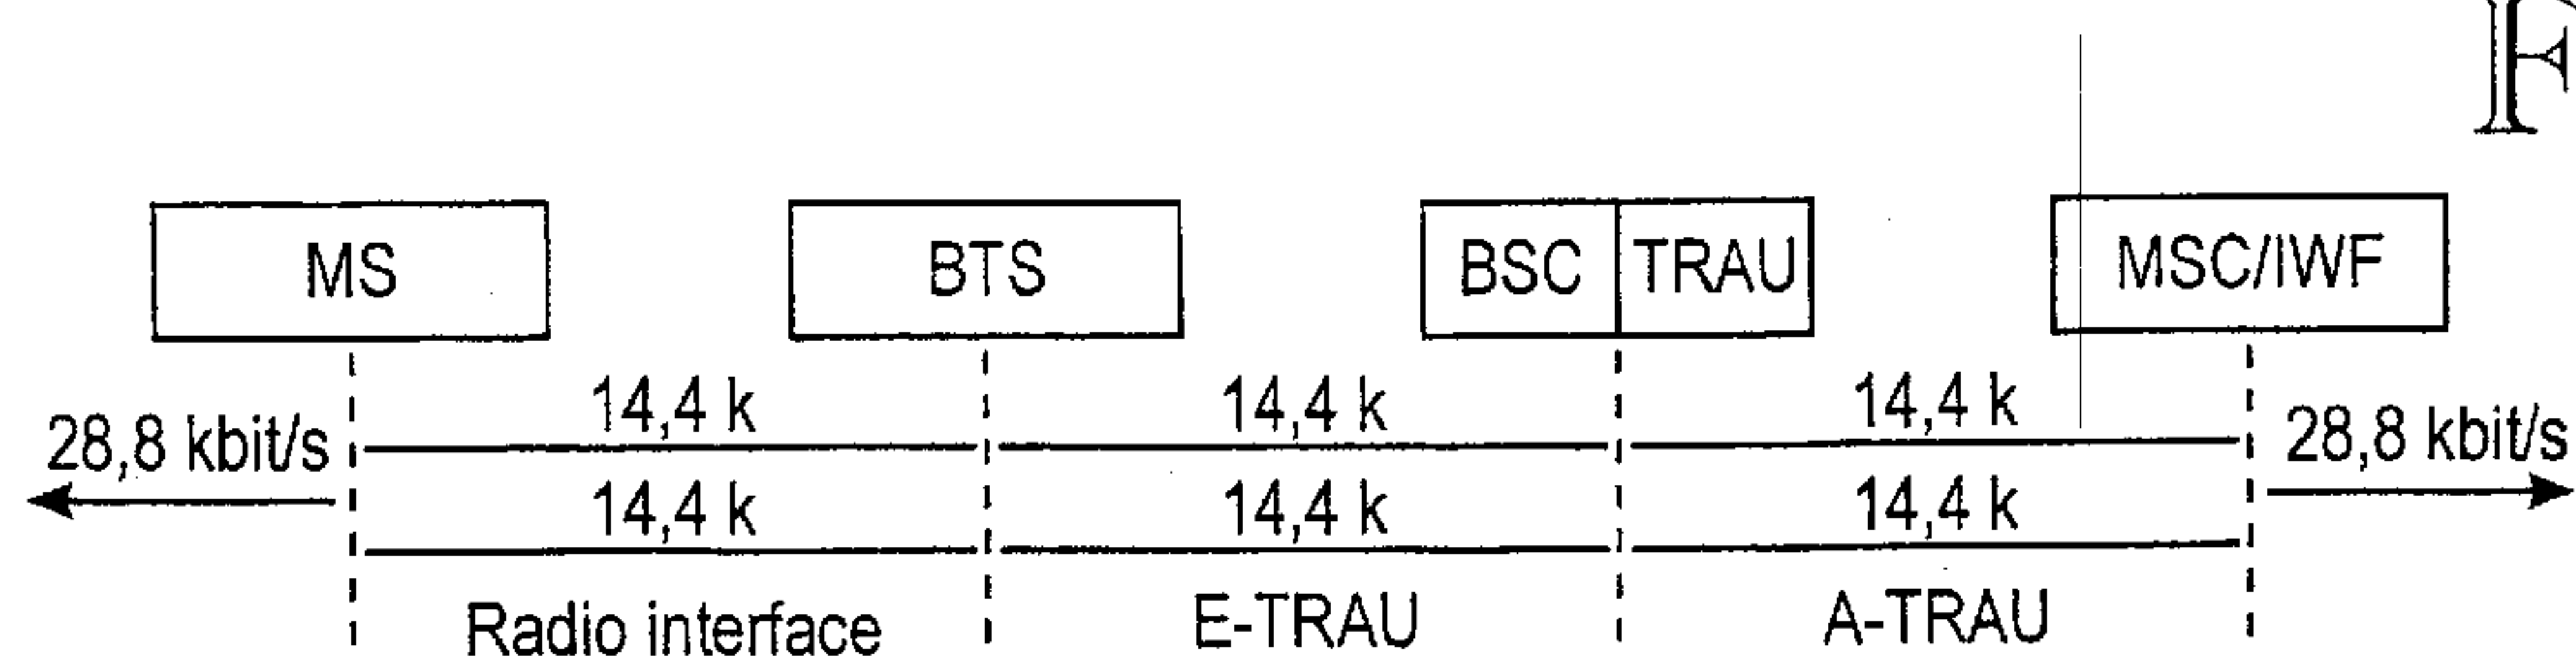 F
MS BTS BSC TRAU MSC/IWF
14,4 k 14,4 k 14,4 k
28,8 kbit/s 28,8 kbit/s
14,4 k 14,4 k 14,4 k
Radio interface E-TRAU A-TRAU